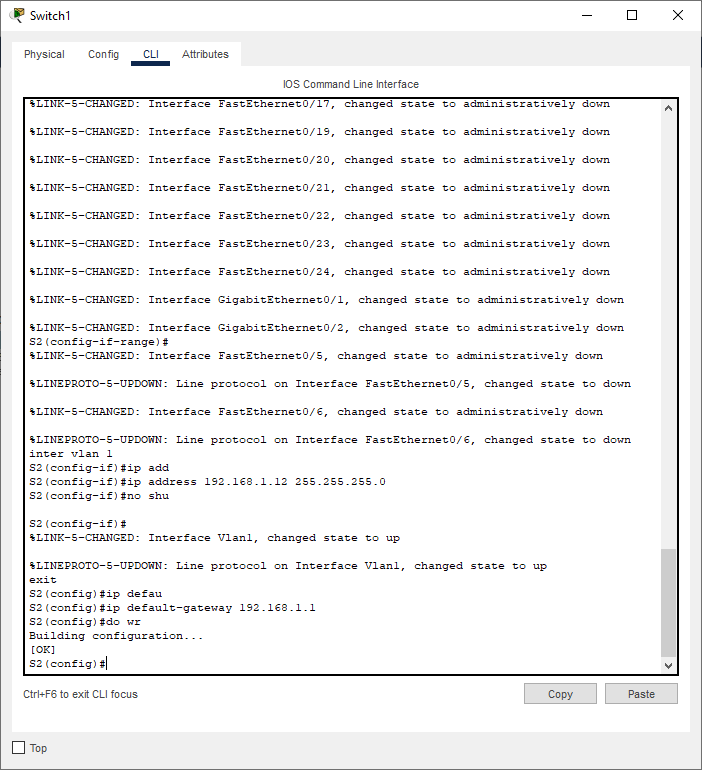 Switch1
Physical Config CLI Attributes
IOS Command Line Interface
%LINK-5-CHANGED: Interface FastEthernet0/17, changed state to administratively down
%LINK-5-CHANGED: Interface FastEthernet0/19, changed state to administratively down
%LINK-5-CHANGED: Interface FastEthernet0/20, changed state to administratively down
%LINK-5-CHANGED: Interface FastEthernet0/21, changed state to administratively down
%LINK-5-CHANGED: Interface FastEthernet0/22, changed state to administratively down
%LINK-5-CHANGED: Interface FastEthernet0/23, changed state to administratively down
%LINK-5-CHANGED: Interface FastEthernet0/24, changed state to administratively down
%LINK-5-CHANGED: Interface GigabitEthernet0/1, changed state to administratively down
%LINK-5-CHANGED: Interface GigabitEthernet0/2, changed state to administratively down
S2(config-if-range)#
%LINK-5-CHANGED: Interface FastEthernet0/5, changed state to administratively down
%LINEPROTO-5-UPDOWN: Line protocol on Interface FastEthernet0/5, changed state to down
%LINK-5-CHANGED: Interface FastEthernet0/6, changed state to administratively down
%LINEPROTO-5-UPDOWN: Line protocol on Interface FastEthernet0/6, changed state to down
inter vlan 1
S2(config-if)#ip add
S2(config-if)#ip address 192.168.1.12 255.255.255.0
S2(config-if)#no shu
S2(config-if)#
%LINK-5-CHANGED: Interface Vlan1, changed state to up
%LINEPROTO-5-UPDOWN: Line protocol on Interface Vlan1, changed state to up
exit
S2(config)#ip defau
S2(config)#ip default-gateway 192.168.1.1
S2(config)#do wr
Building configuration...
[OK]
S2(config)#
Ctrl+F6 to exit CLI focus
Copy Paste
Top